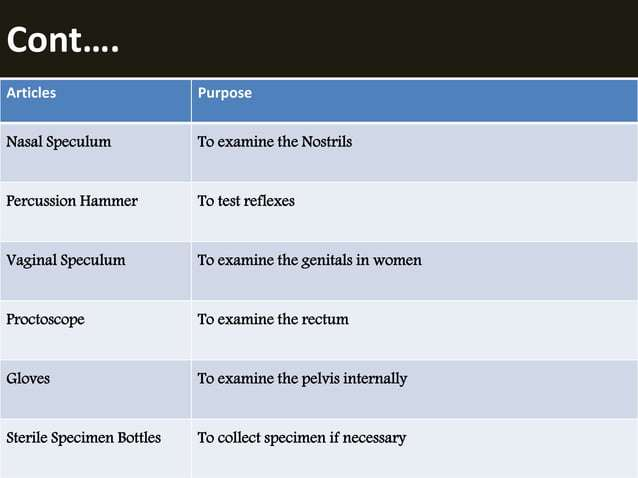 Cont….
Articles Purpose
Nasal Speculum To examine the Nostrils
Percussion Hammer To test reflexes
Vaginal Speculum To examine the genitals in women
Proctoscope To examine the rectum
Gloves To examine the pelvis internally
Sterile Specimen Bottles To collect specimen if necessary